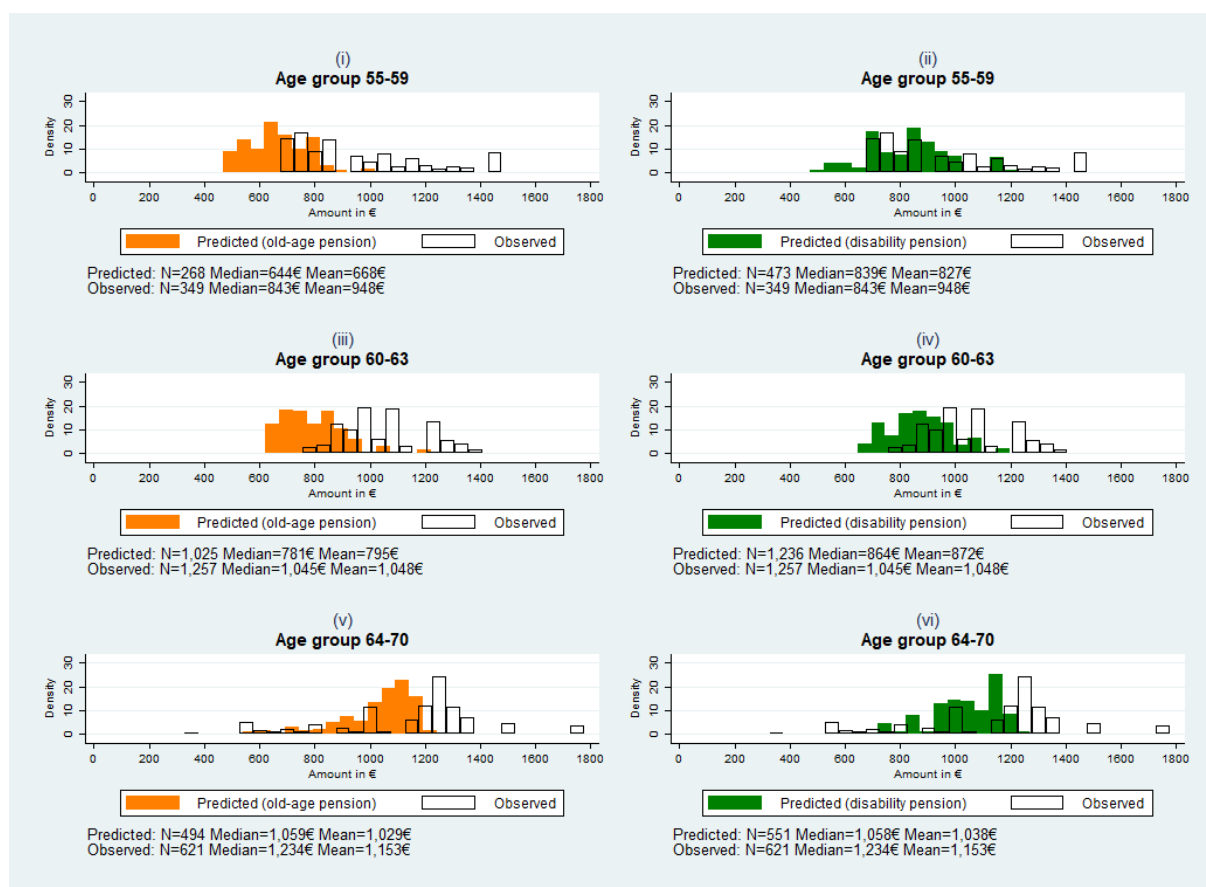 (i)
Age group 55-59
Density
0 10 20 30
0 200 400 600 800 1000 1200 1400 1600 1800
Amount in €
Predicted (old-age pension) Observed
Predicted: N=268 Median=644€ Mean=668€
Observed: N=349 Median=843€ Mean=948€
(ii)
Age group 55-59
Density
0 10 20 30
0 200 400 600 800 1000 1200 1400 1600 1800
Amount in €
Predicted (disability pension) Observed
Predicted: N=473 Median=839€ Mean=827€
Observed: N=349 Median=843€ Mean=948€
(iii)
Age group 60-63
Density
0 10 20 30
0 200 400 600 800 1000 1200 1400 1600 1800
Amount in €
Predicted (old-age pension) Observed
Predicted: N=1,025 Median=781€ Mean=795€
Observed: N=1,257 Median=1,045€ Mean=1,048€
(iv)
Age group 60-63
Density
0 10 20 30
0 200 400 600 800 1000 1200 1400 1600 1800
Amount in €
Predicted (disability pension) Observed
Predicted: N=1,236 Median=864€ Mean=872€
Observed: N=1,257 Median=1,045€ Mean=1,048€
(v)
Age group 64-70
Density
0 10 20 30
0 200 400 600 800 1000 1200 1400 1600 1800
Amount in €
Predicted (old-age pension) Observed
Predicted: N=494 Median=1,059€ Mean=1,029€
Observed: N=621 Median=1,234€ Mean=1,153€
(vi)
Age group 64-70
Density
0 10 20 30
0 200 400 600 800 1000 1200 1400 1600 1800
Amount in €
Predicted (disability pension) Observed
Predicted: N=551 Median=1,058€ Mean=1,038€
Observed: N=621 Median=1,234€ Mean=1,153€